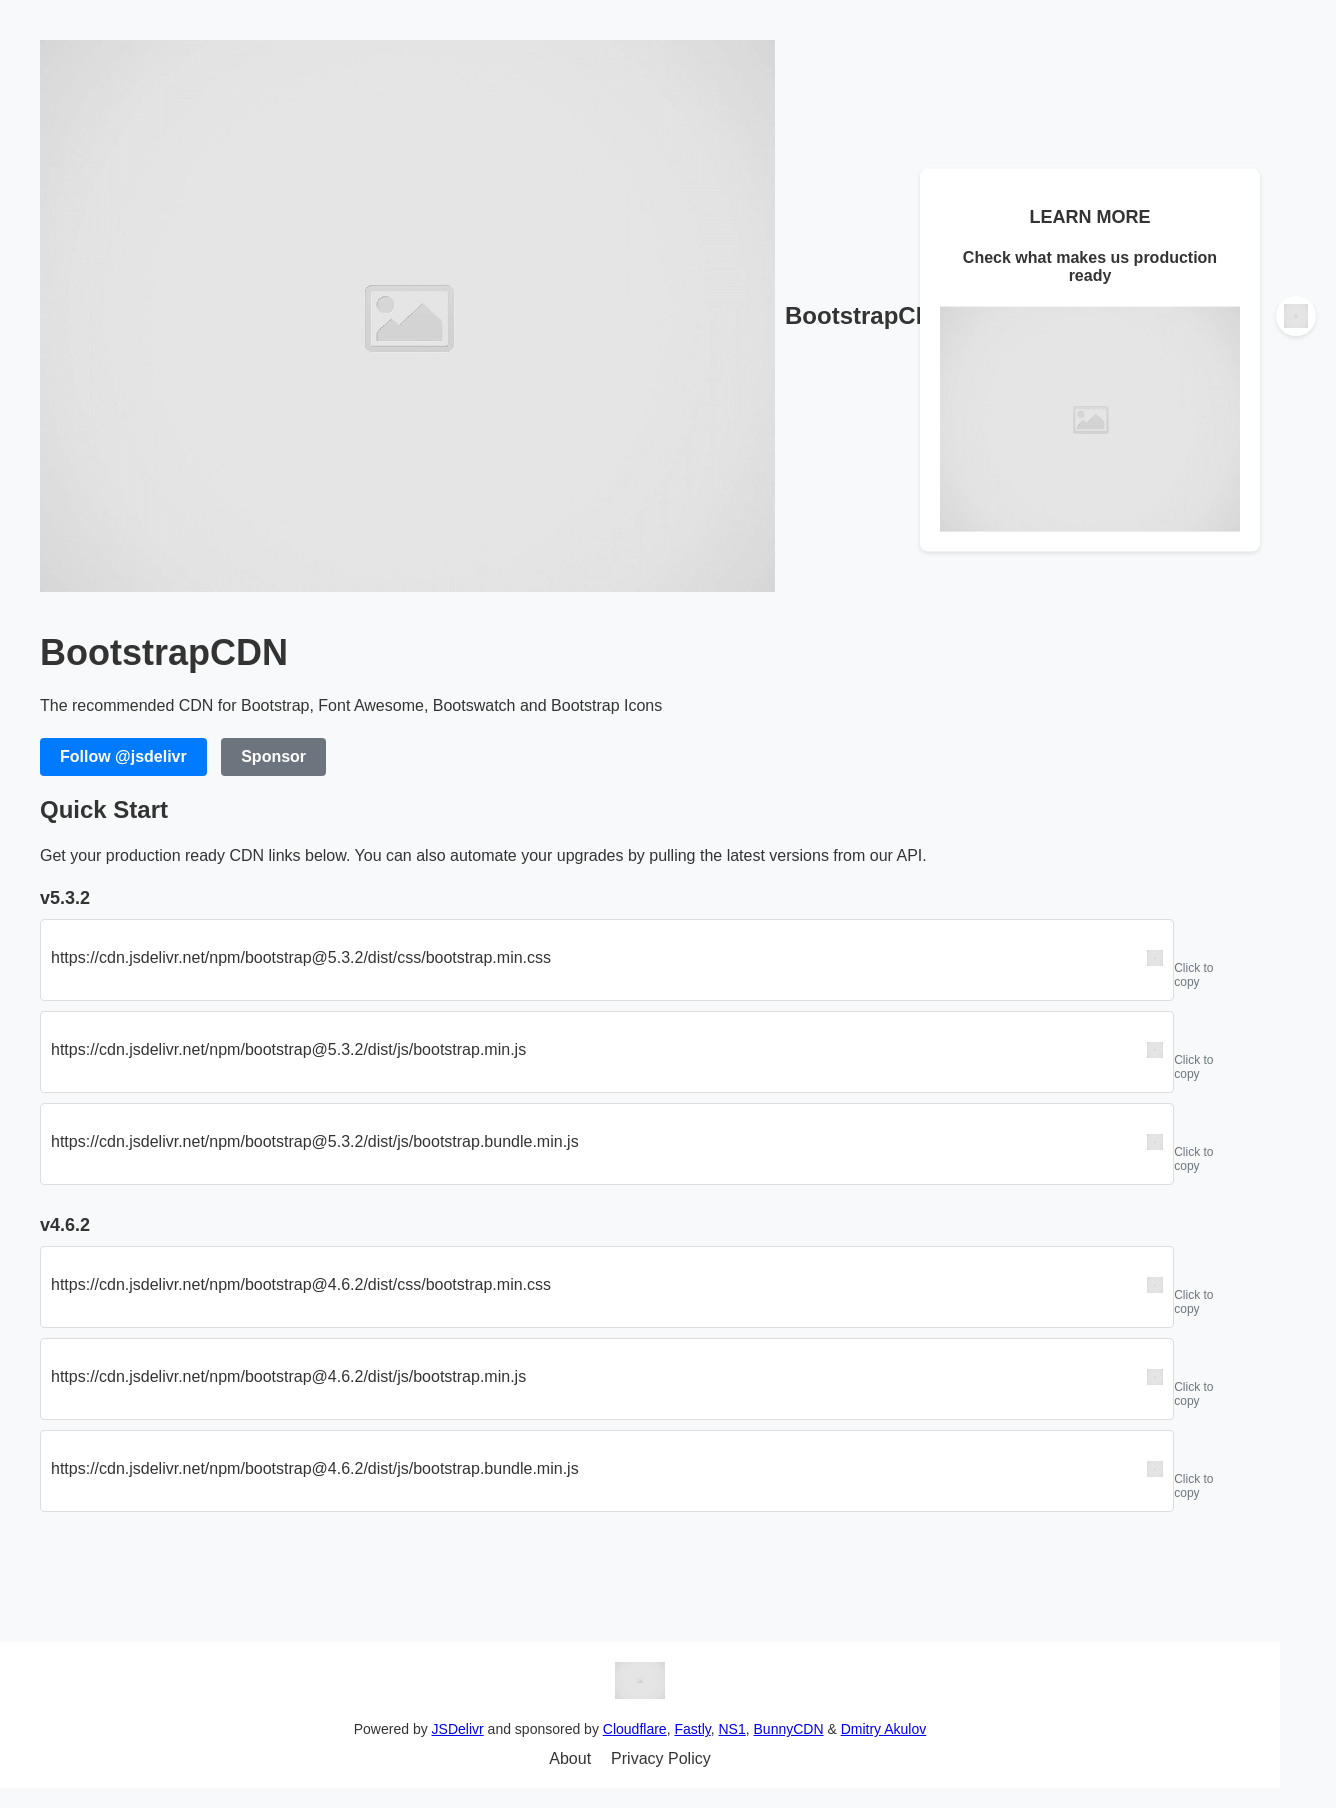 BootstrapC
LEARN MORE
Check what makes us production
ready
BootstrapCDN
The recommended CDN for Bootstrap, Font Awesome, Bootswatch and Bootstrap Icons
Follow @jsdelivr
Sponsor
Quick Start
Get your production ready CDN links below. You can also automate your upgrades by pulling the latest versions from our API.
v5.3.2
https://cdn.jsdelivr.net/npm/bootstrap@5.3.2/dist/css/bootstrap.min.css
Click to
copy
https://cdn.jsdelivr.net/npm/bootstrap@5.3.2/dist/js/bootstrap.min.js
Click to
copy
https://cdn.jsdelivr.net/npm/bootstrap@5.3.2/dist/js/bootstrap.bundle.min.js
Click to
copy
v4.6.2
https://cdn.jsdelivr.net/npm/bootstrap@4.6.2/dist/css/bootstrap.min.css
Click to
copy
https://cdn.jsdelivr.net/npm/bootstrap@4.6.2/dist/js/bootstrap.min.js
Click to
copy
https://cdn.jsdelivr.net/npm/bootstrap@4.6.2/dist/js/bootstrap.bundle.min.js
Click to
copy
Powered by JSDelivr and sponsored by Cloudflare, Fastly, NS1, BunnyCDN & Dmitry Akulov
About
Privacy Policy